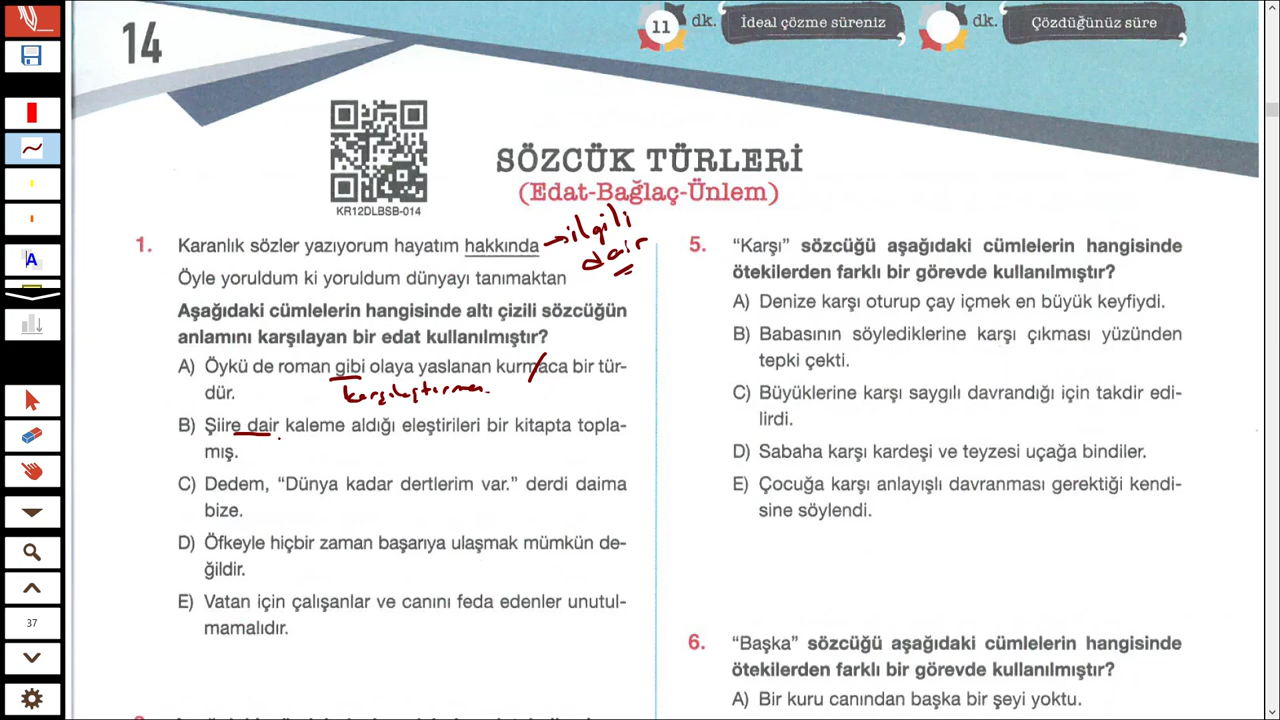 14
11 dk. İdeal çözme süreniz
dk. Çözdüğünüz süre
KR12DLBSB-014
SÖZCÜK TÜRLERİ
(Edat-Bağlaç-Ünlem)
1. Karanlık sözler yazıyorum hayatım hakkında → ilgili
dair
Öyle yoruldum ki yoruldum dünyayı tanımaktan
Aşağıdaki cümlelerin hangisinde altı çizili sözcüğün
anlamını karşılayan bir edat kullanılmıştır?
A) Öykü de roman gibi olaya yaslanan kurmaca bir tür-
dür.
karşılaştırma
B) Şiire dair kaleme aldığı eleştirileri bir kitapta topla-
mış.
C) Dedem, “Dünya kadar dertlerim var.” derdi daima
bize.
D) Öfkeyle hiçbir zaman başarıya ulaşmak mümkün de-
ğildir.
E) Vatan için çalışanlar ve canını feda edenler unutul-
mamalıdır.
5. “Karşı” sözcüğü aşağıdaki cümlelerin hangisinde
ötekilerden farklı bir görevde kullanılmıştır?
A) Denize karşı oturup çay içmek en büyük keyfiydi.
B) Babasının söylediklerine karşı çıkması yüzünden
tepki çekti.
C) Büyüklerine karşı saygılı davrandığı için takdir edi-
lirdi.
D) Sabaha karşı kardeşi ve teyzesi uçağa bindiler.
E) Çocuğa karşı anlayışlı davranması gerektiği kendi-
sine söylendi.
6. “Başka” sözcüğü aşağıdaki cümlelerin hangisinde
ötekilerden farklı bir görevde kullanılmıştır?
A) Bir kuru canından başka bir şeyi yoktu.
A
37